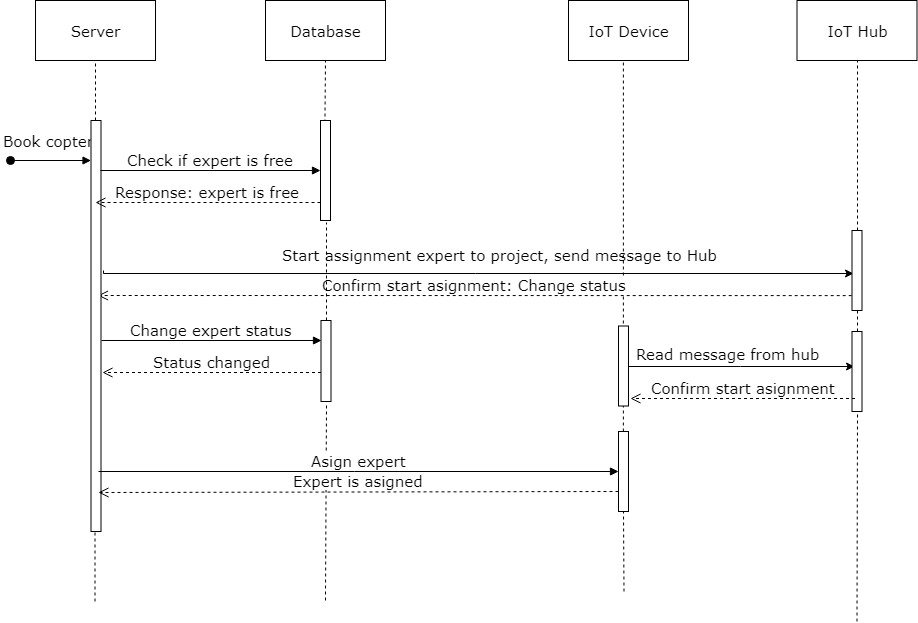 Server
Database
IoT Device
IoT Hub
Book copter
Check if expert is free
Response: expert is free
Start assignment expert to project, send message to Hub
Confirm start asignment: Change status
Change expert status
Read message from hub
Status changed
Confirm start asignment
Asign expert
Expert is asigned